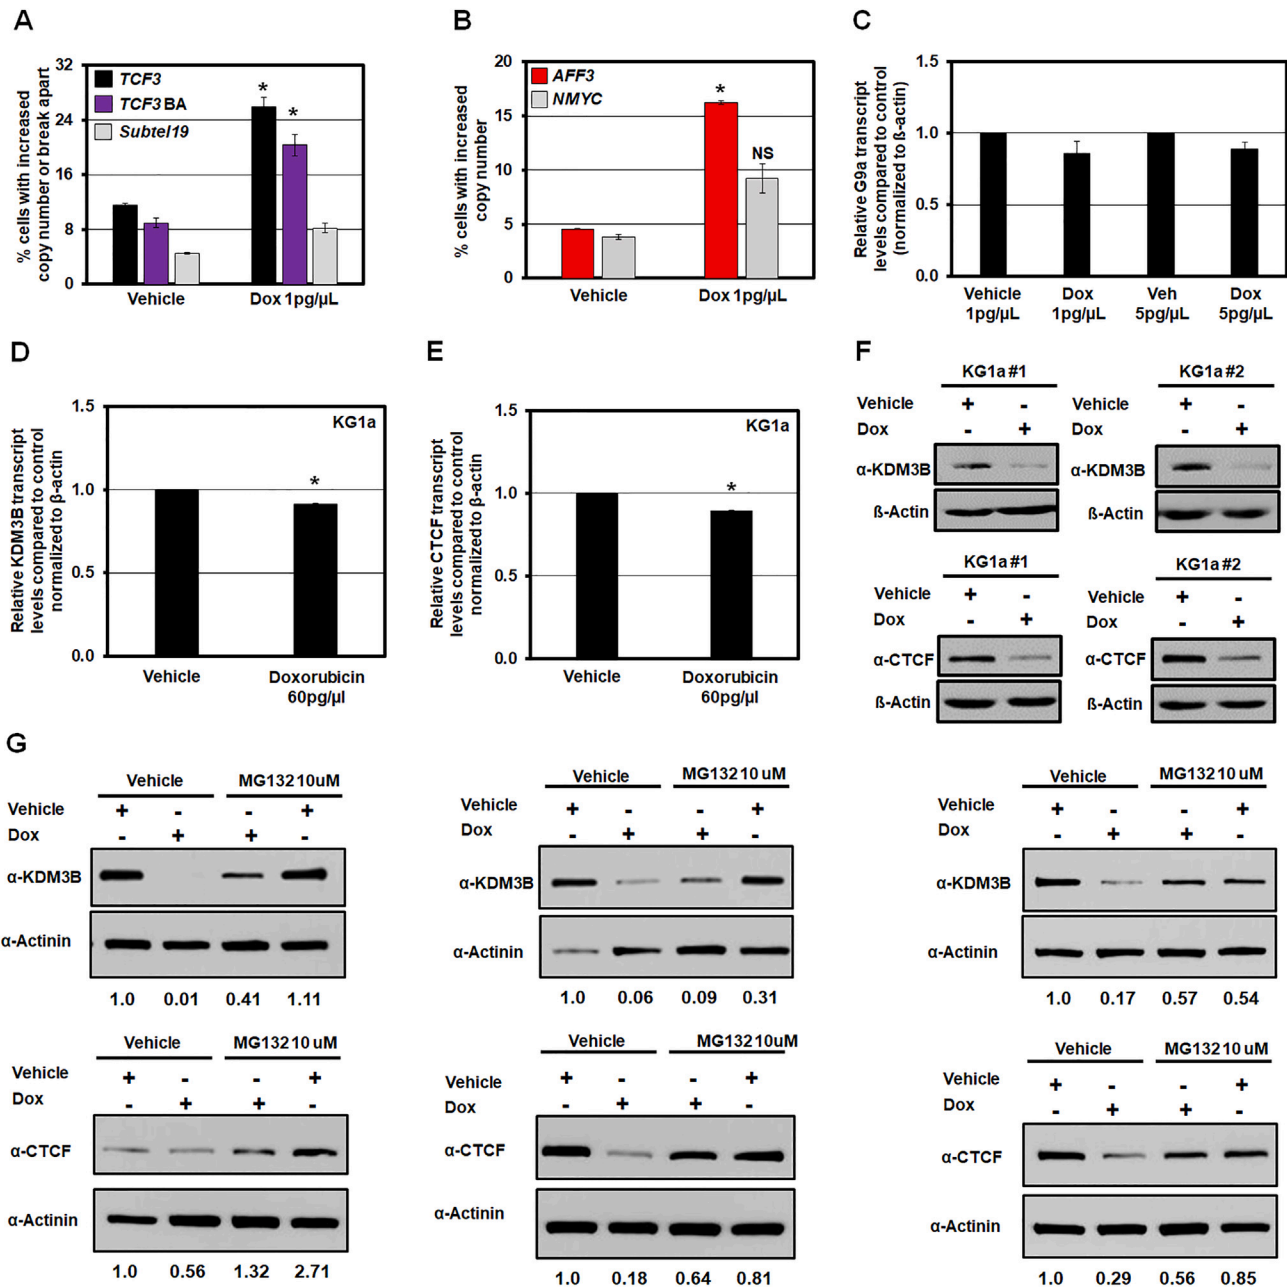 A
% cells with increased
copy number or break apart
32
24
16
8
0
TCF3
TCF3 BA
Subtel19
*
*
Vehicle
Dox 1pg/µL
B
% cells with increased
copy number
20
15
10
5
0
AFF3
NMYC
*
NS
Vehicle
Dox 1pg/µL
C
Relative G9a transcript
levels compared to control
(normalized to ß-actin)
1.5
1.0
0.5
0.0
Vehicle Dox Veh Dox
1pg/µL 1pg/µL 5pg/µL 5pg/µL
D
Relative KDM3B transcript
levels compared to control
normalized to β-actin
1.5
1.0
0.5
0.0
KG1a
*
Vehicle Doxorubicin
60pg/µl
E
Relative CTCF transcript
levels compared to control
normalized to β-actin
1.5
1.0
0.5
0.0
KG1a
*
Vehicle Doxorubicin
60pg/µl
F
KG1a #1
Vehicle + -
Dox - +
α-KDM3B
ß-Actin
KG1a #2
Vehicle + -
Dox - +
α-KDM3B
ß-Actin
KG1a #1
Vehicle + -
Dox - +
α-CTCF
ß-Actin
KG1a #2
Vehicle + -
Dox - +
α-CTCF
ß-Actin
G
Vehicle MG132 10uM
Vehicle + - - +
Dox - + + -
α-KDM3B
α-Actinin
1.0 0.01 0.41 1.11
Vehicle MG132 10 uM
Vehicle + - - +
Dox - + + -
α-KDM3B
α-Actinin
1.0 0.06 0.09 0.31
Vehicle MG132 10 uM
Vehicle + - - +
Dox - + + -
α-KDM3B
α-Actinin
1.0 0.17 0.57 0.54
Vehicle MG132 10 uM
Vehicle + - - +
Dox - + + -
α-CTCF
α-Actinin
1.0 0.56 1.32 2.71
Vehicle MG132 10uM
Vehicle + - - +
Dox - + + -
α-CTCF
α-Actinin
1.0 0.18 0.64 0.81
Vehicle MG132 10 uM
Vehicle + - - +
Dox - + + -
α-CTCF
α-Actinin
1.0 0.29 0.56 0.85